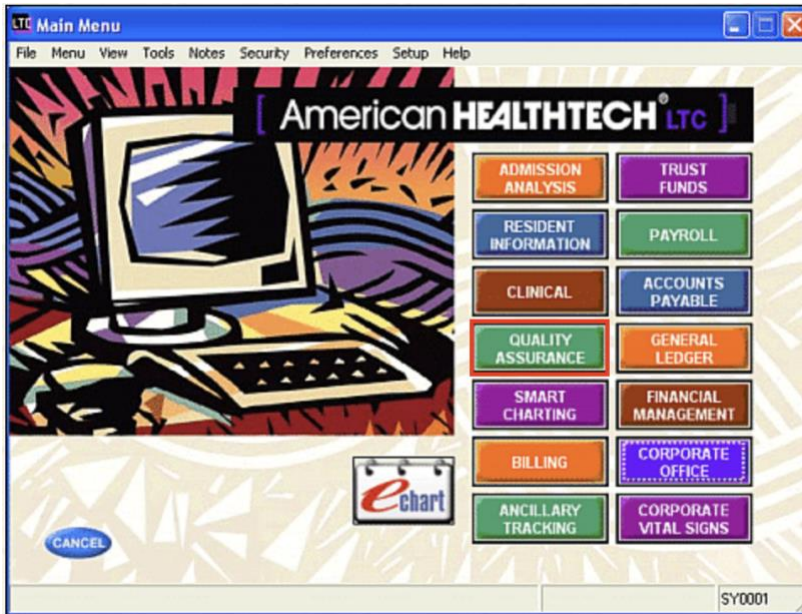 LTC Main Menu
File Menu View Tools Notes Security Preferences Setup Help
[ American HEALTHTECH® LTC ]
ADMISSION
ANALYSIS
TRUST
FUNDS
RESIDENT
INFORMATION
PAYROLL
CLINICAL
ACCOUNTS
PAYABLE
QUALITY
ASSURANCE
GENERAL
LEDGER
SMART
CHARTING
FINANCIAL
MANAGEMENT
BILLING
CORPORATE
OFFICE
ANCILLARY
TRACKING
CORPORATE
VITAL SIGNS
echart
CANCEL
SY0001